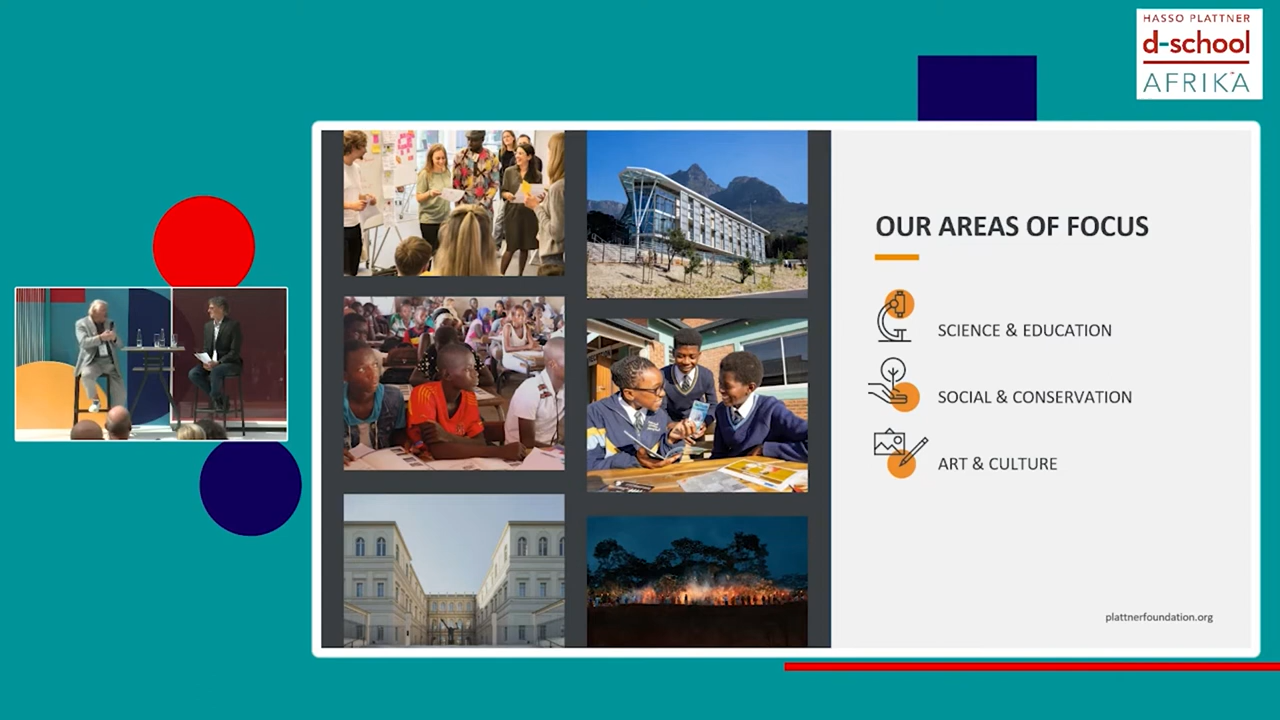 HASSO PLATTNER
d-school
AFRIKA
OUR AREAS OF FOCUS
SCIENCE & EDUCATION
SOCIAL & CONSERVATION
ART & CULTURE
plattnerfoundation.org